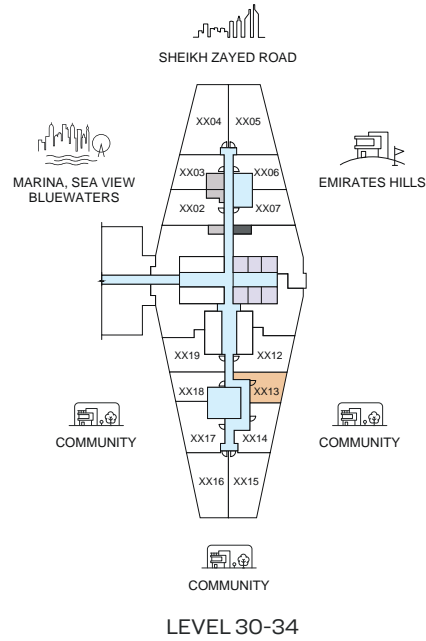 SHEIKH ZAYED ROAD
XX04 XX05
MARINA, SEA VIEW
BLUEWATERS
EMIRATES HILLS
XX03 XX06
XX02 XX07
XX19 XX12
XX18 XX13
COMMUNITY
COMMUNITY
XX17 XX14
XX16 XX15
COMMUNITY
LEVEL 30-34